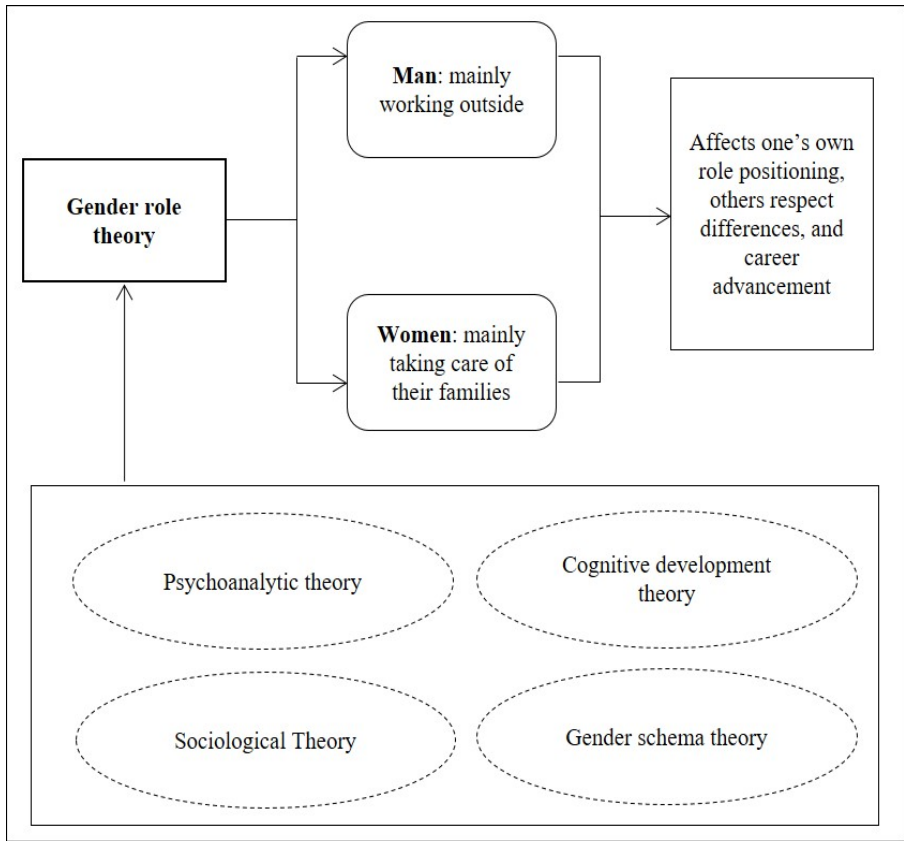 Man: mainly
working outside
Gender role
theory
Affects one’s own
role positioning,
others respect
differences, and
career
advancement
Women: mainly
taking care of
their families
Psychoanalytic theory
Cognitive development
theory
Sociological Theory
Gender schema theory